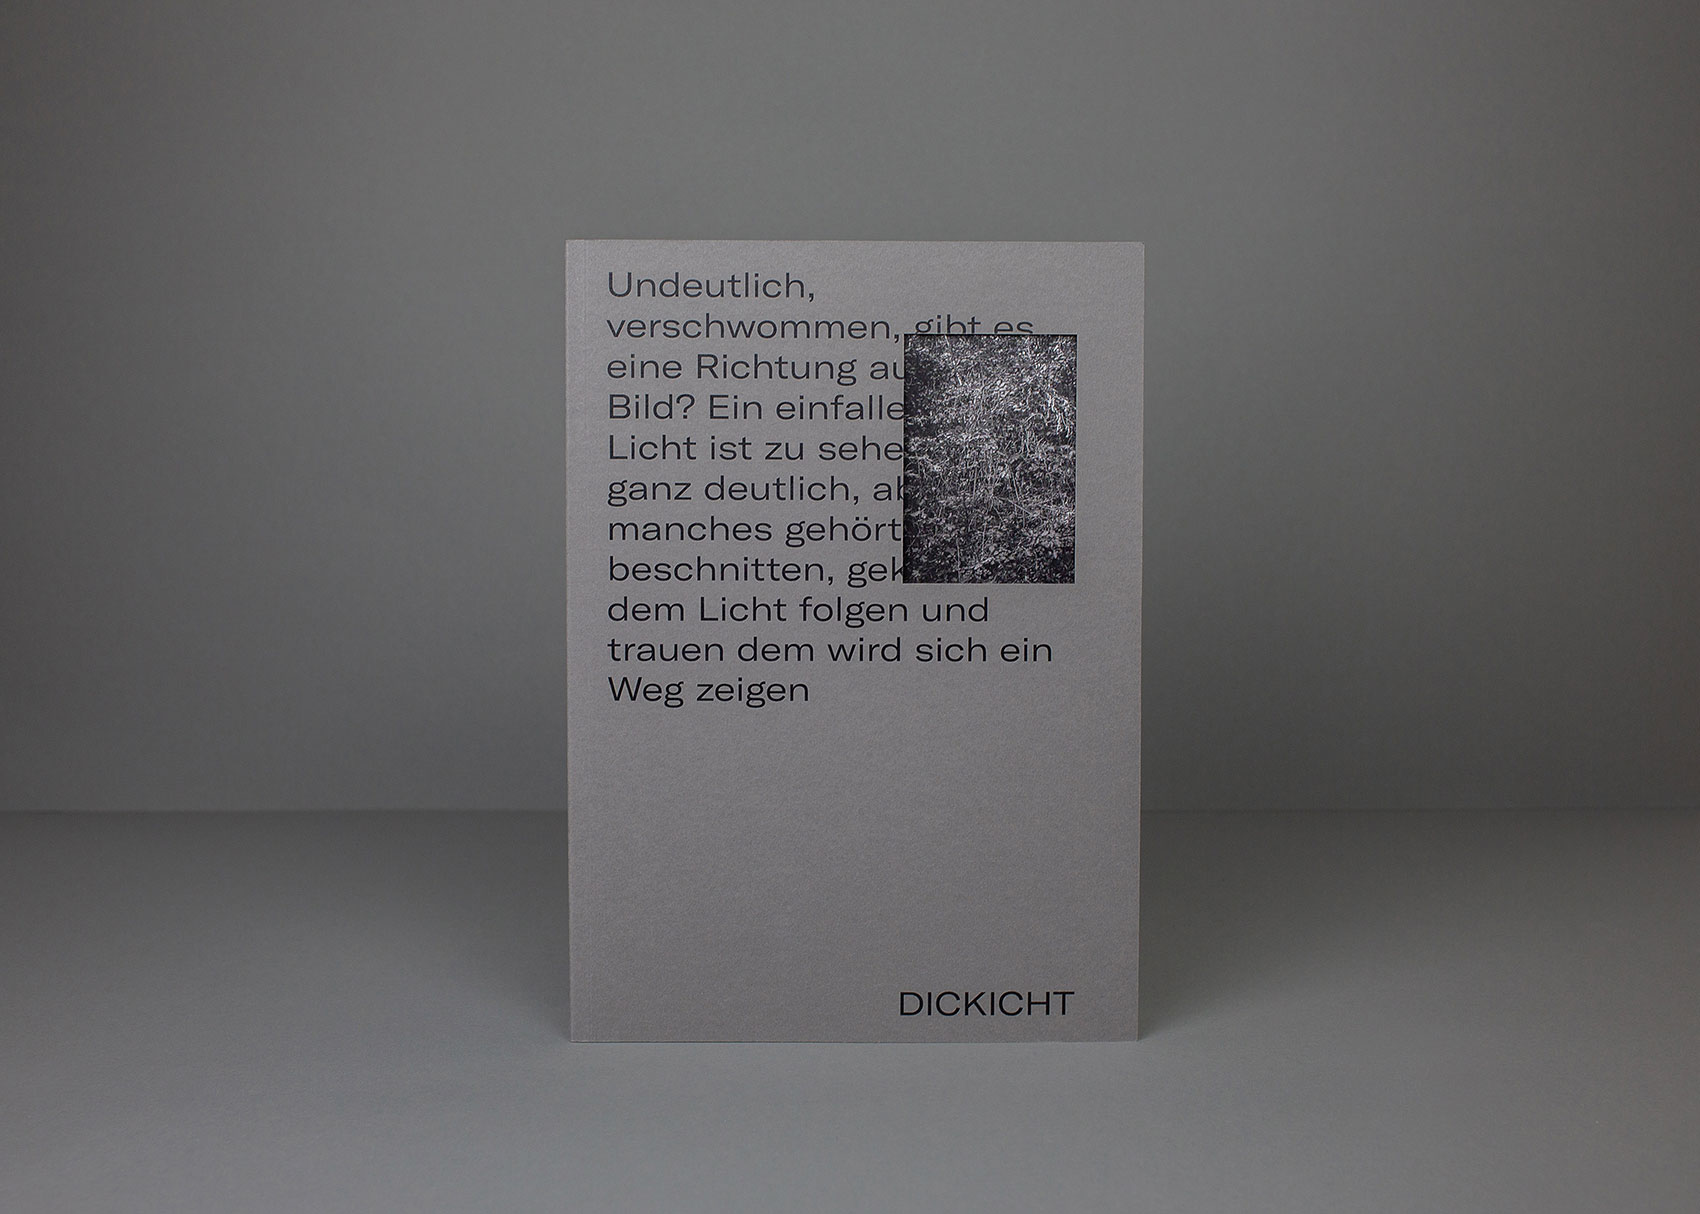 Undeutlich,
verschwommen, gibt es
eine Richtung au
Bild? Ein einfalle
Licht ist zu sehe
ganz deutlich, ab
manches gehört
beschnitten, gek
dem Licht folgen und
trauen dem wird sich ein
Weg zeigen
DICKICHT